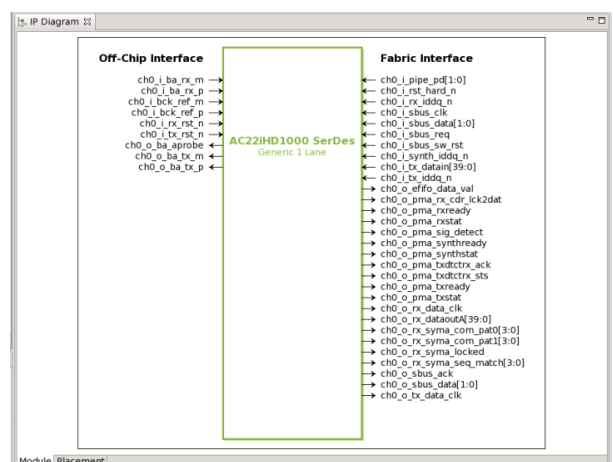 IP Diagram
Off-Chip Interface
ch0_i_ba_rx_m
ch0_i_ba_rx_p
ch0_i_bck_ref_m
ch0_i_bck_ref_p
ch0_i_rx_rst_n
ch0_i_tx_rst_n
ch0_o_ba_aprobe
ch0_o_ba_tx_m
ch0_o_ba_tx_p
AC22iHD1000 SerDes
Generic 1 Lane
Fabric Interface
ch0_i_pipe_pd[1:0]
ch0_i_rst_hard_n
ch0_i_rx_iddq_n
ch0_i_sbus_clk
ch0_i_sbus_data[1:0]
ch0_i_sbus_req
ch0_i_sbus_sw_rst
ch0_i_synth_iddq_n
ch0_i_tx_datain[39:0]
ch0_i_tx_iddq_n
ch0_o_efifo_data_val
ch0_o_pma_rx_cdr_lck2dat
ch0_o_pma_rxready
ch0_o_pma_rxstat
ch0_o_pma_sig_detect
ch0_o_pma_synthready
ch0_o_pma_synthstat
ch0_o_pma_txdtctrx_ack
ch0_o_pma_txdtctrx_sts
ch0_o_pma_txready
ch0_o_pma_txstat
ch0_o_rx_data_clk
ch0_o_rx_dataoutA[39:0]
ch0_o_rx_syma_com_pat0[3:0]
ch0_o_rx_syma_com_pat1[3:0]
ch0_o_rx_syma_locked
ch0_o_rx_syma_seq_match[3:0]
ch0_o_sbus_ack
ch0_o_sbus_data[1:0]
ch0_o_tx_data_clk
Module Placement